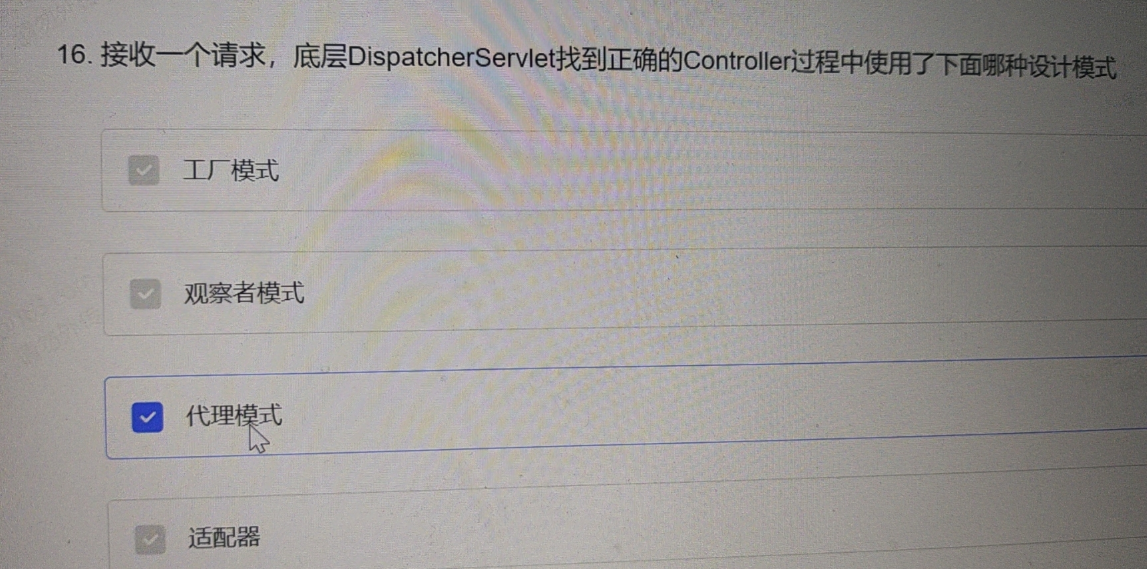 16. 接收一个请求，底层DispatcherServlet找到正确的Controller过程中使用了下面哪种设计模式
工厂模式
观察者模式
代理模式
适配器